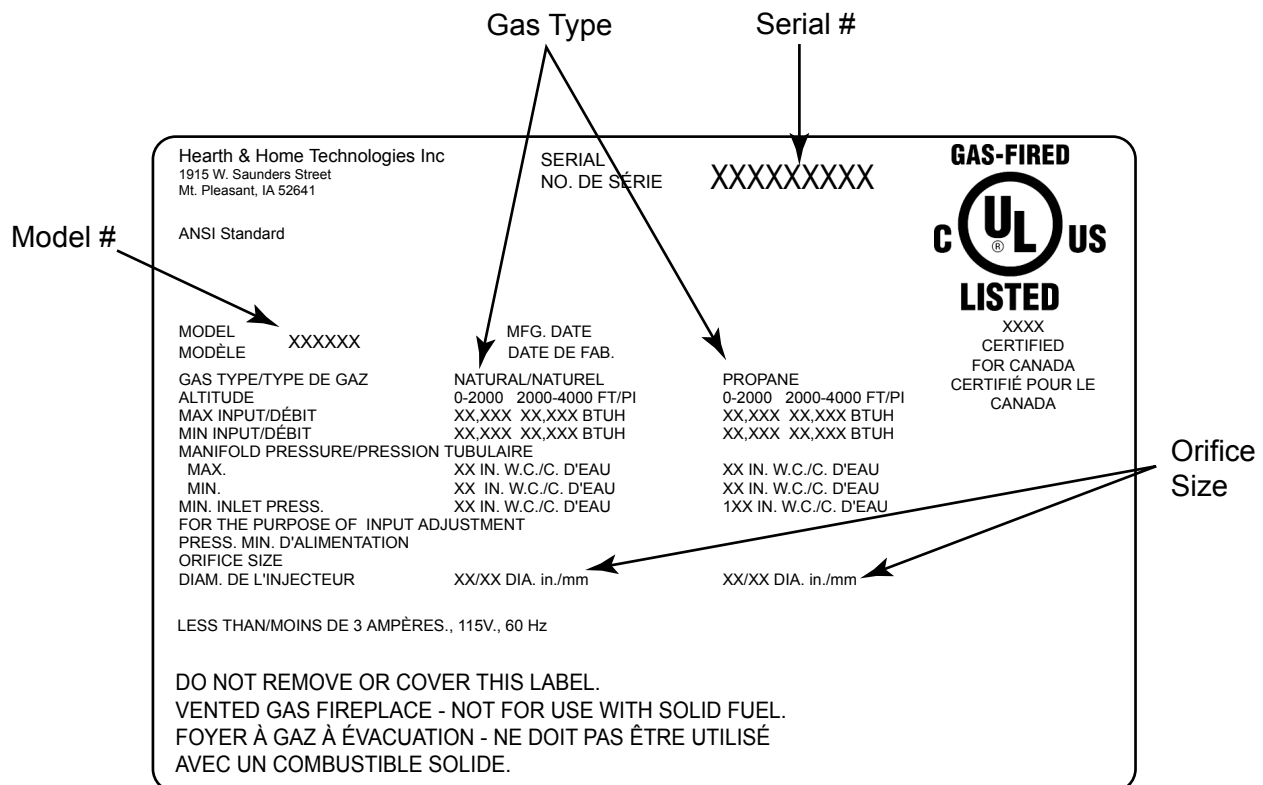 Gas Type
Serial #
Model #
Orifice
Size
Hearth & Home Technologies Inc
1915 W. Saunders Street
Mt. Pleasant, IA 52641
ANSI Standard
SERIAL
NO. DE SÉRIE
XXXXXXXXX
GAS-FIRED
C UL ® US
LISTED
XXXX
CERTIFIED
FOR CANADA
CERTIFIÉ POUR LE
CANADA
MODEL
MODÈLE
XXXXXX
MFG. DATE
DATE DE FAB.
GAS TYPE/TYPE DE GAZ NATURAL/NATUREL PROPANE
ALTITUDE 0-2000 2000-4000 FT/PI 0-2000 2000-4000 FT/PI
MAX INPUT/DÉBIT XX,XXX XX,XXX BTUH XX,XXX XX,XXX BTUH
MIN INPUT/DÉBIT XX,XXX XX,XXX BTUH XX,XXX XX,XXX BTUH
MANIFOLD PRESSURE/PRESSION TUBULAIRE
MAX. XX IN. W.C./C. D'EAU XX IN. W.C./C. D'EAU
MIN. XX IN. W.C./C. D'EAU XX IN. W.C./C. D'EAU
MIN. INLET PRESS. XX IN. W.C./C. D'EAU 1XX IN. W.C./C. D'EAU
FOR THE PURPOSE OF INPUT ADJUSTMENT
PRESS. MIN. D'ALIMENTATION
ORIFICE SIZE
DIAM. DE L'INJECTEUR XX/XX DIA. in./mm XX/XX DIA. in./mm
LESS THAN/MOINS DE 3 AMPÈRES., 115V., 60 Hz
DO NOT REMOVE OR COVER THIS LABEL.
VENTED GAS FIREPLACE - NOT FOR USE WITH SOLID FUEL.
FOYER À GAZ À ÉVACUATION - NE DOIT PAS ÊTRE UTILISÉ
AVEC UN COMBUSTIBLE SOLIDE.